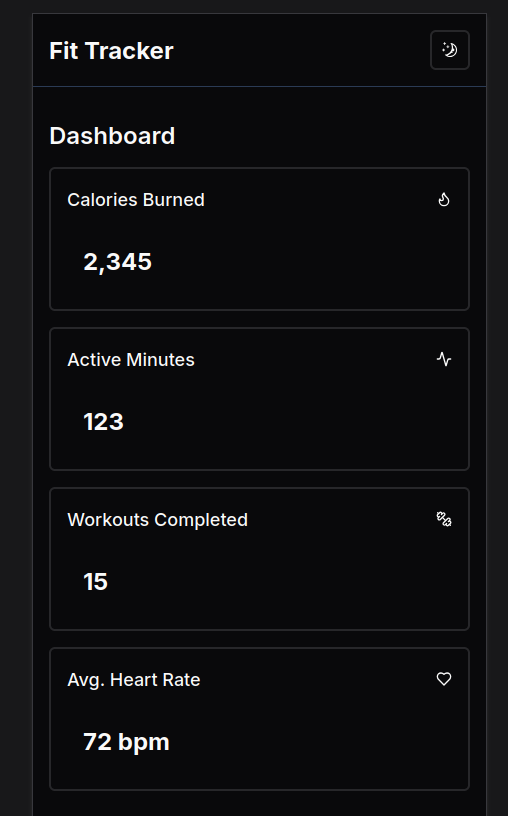 Fit Tracker
Dashboard
Calories Burned
2,345
Active Minutes
123
Workouts Completed
15
Avg. Heart Rate
72 bpm